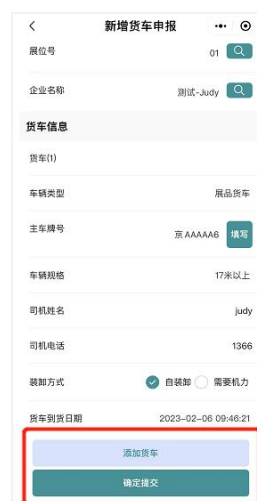 新增货车申报
展位号 01
企业名称 测试-Judy
货车信息
货车(1)
车辆类型 展品货车
主车牌号 京AAAAA6 填写
车辆规格 17米以上
司机姓名 judy
司机电话 1366
装卸方式 自装卸 需要机力
货车到货日期 2023-02-06 09:46:21
添加货车
确定提交